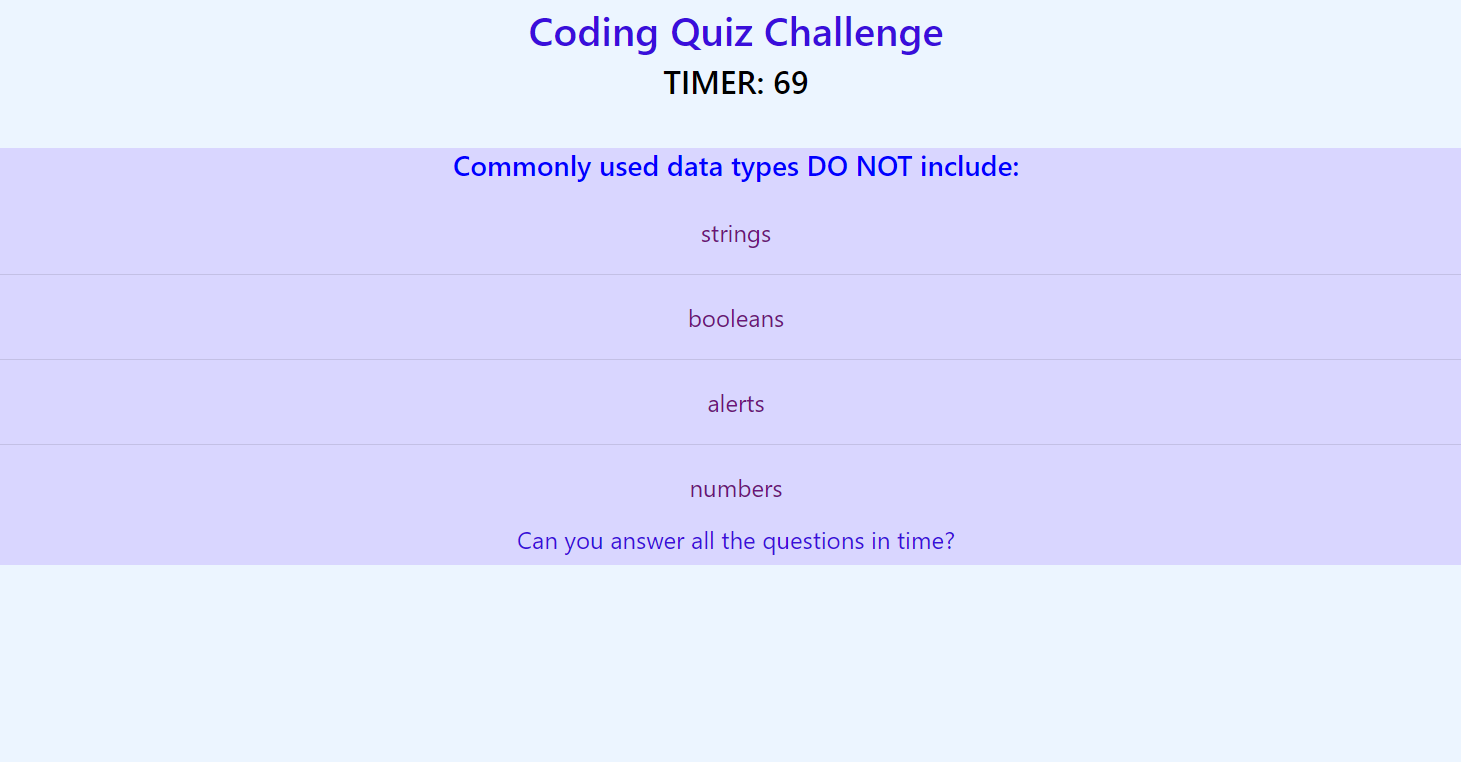 Coding Quiz Challenge
TIMER: 69
Commonly used data types DO NOT include:
strings
booleans
alerts
numbers
Can you answer all the questions in time?